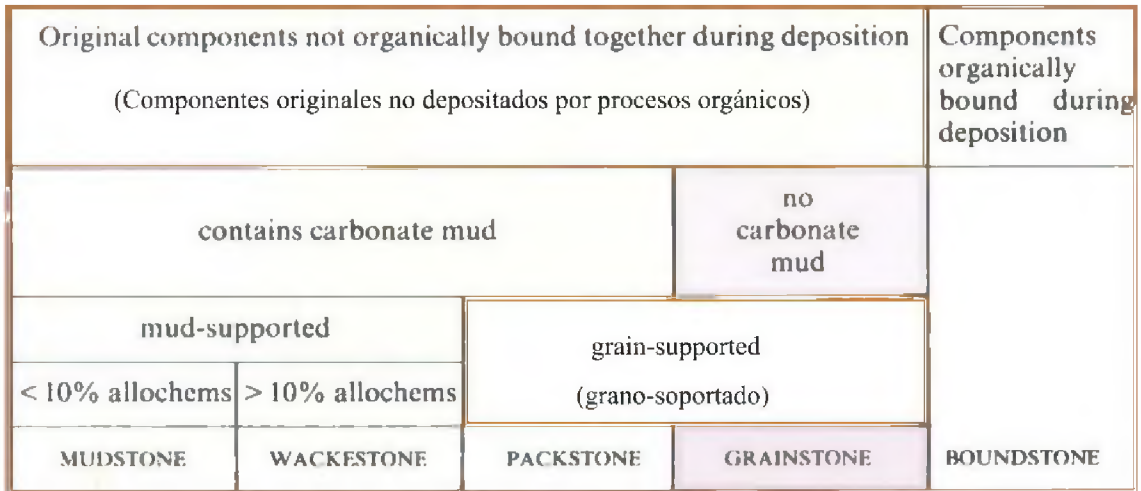 Original components not organically bound together during deposition
(Componentes originales no depositados por procesos orgánicos)
Components
organically
bound during
deposition
contains carbonate mud
no
carbonate
mud
mud-supported
grain-supported
(grano-soportado)
< 10% allochems
> 10% allochems
MUDSTONE
WACKESTONE
PACKSTONE
GRAINSTONE
BOUNDSTONE